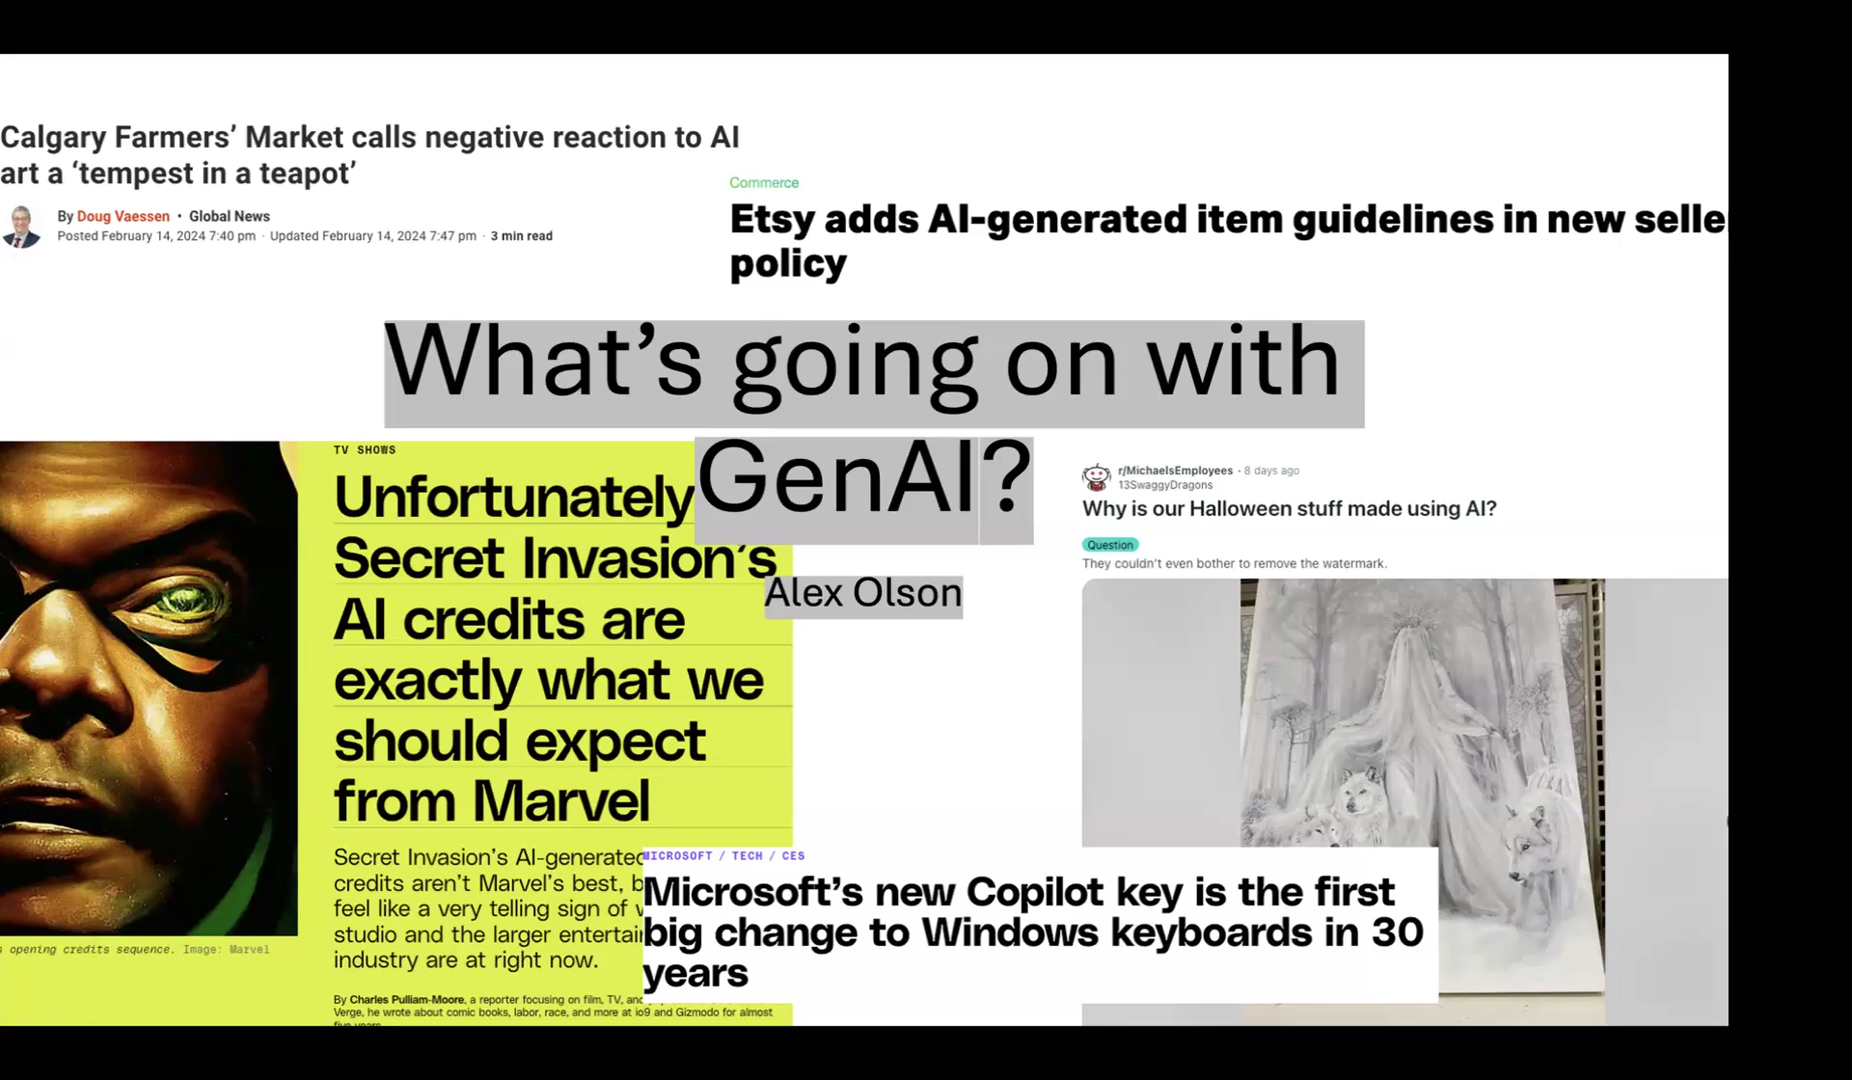 Calgary Farmers’ Market calls negative reaction to AI
art a ‘tempest in a teapot’
By Doug Vaessen • Global News
Posted February 14, 2024 7:40 pm · Updated February 14, 2024 7:47 pm · 3 min read
Commerce
Etsy adds AI-generated item guidelines in new selle
policy
What’s going on with
GenAI?
Alex Olson
TV SHOWS
Unfortunately
Secret Invasion’s
AI credits are
exactly what we
should expect
from Marvel
Secret Invasion’s AI-generated
credits aren’t Marvel’s best, b
feel like a very telling sign of
studio and the larger entertain
industry are at right now.
By Charles Pulliam-Moore, a reporter focusing on film, TV, and
Verge, he wrote about comic books, labor, race, and more at io9 and Gizmodo for almost
five years.
s opening credits sequence. Image: Marvel
r/MichaelsEmployees • 8 days ago
13SwaggyDragons
Why is our Halloween stuff made using AI?
Question
They couldn’t even bother to remove the watermark.
MICROSOFT / TECH / CES
Microsoft’s new Copilot key is the first
big change to Windows keyboards in 30
years